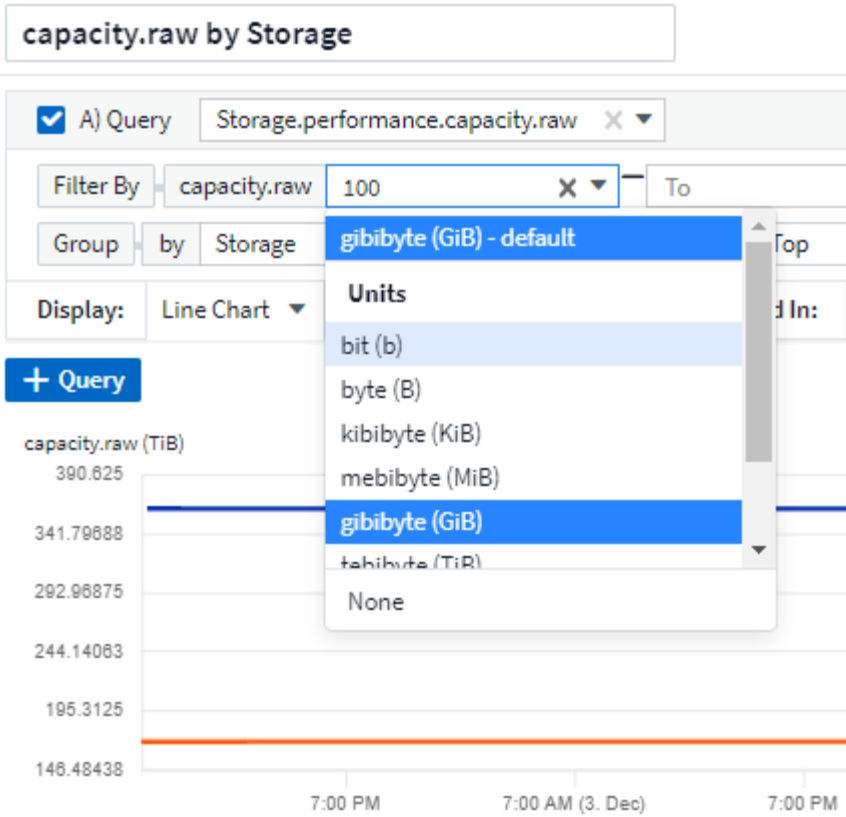 capacity.raw by Storage
A) Query Storage.performance.capacity.raw
Filter By capacity.raw 100 To
Group by Storage Top
gibibyte (GiB) - default
Units
Display: Line Chart d In:
bit (b)
+ Query
byte (B)
kibibyte (KiB)
capacity.raw (TiB)
mebibyte (MiB)
gibibyte (GiB)
tebibyte (TiB)
None
390.625
341.79688
292.96875
244.14063
195.3125
146.48438
7:00 PM 7:00 AM (3. Dec) 7:00 PM